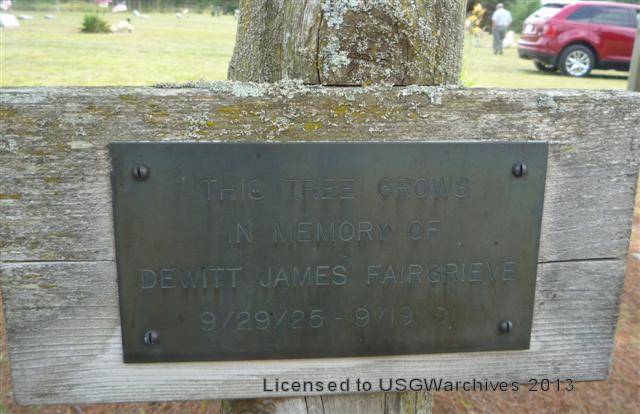 THIS TREE GROWS
IN MEMORY OF
DEWITT JAMES FAIRGRIEVE
9/29/25 - 9/19/91
Licensed to USGWarchives 2013